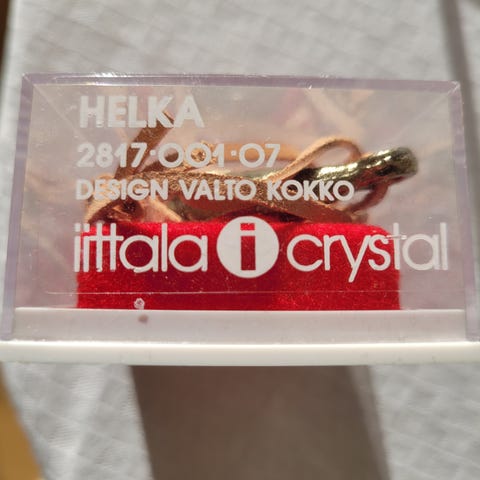 HELKA
2817·001·07
DESIGN VALTO KOKKO
iittala i crystal